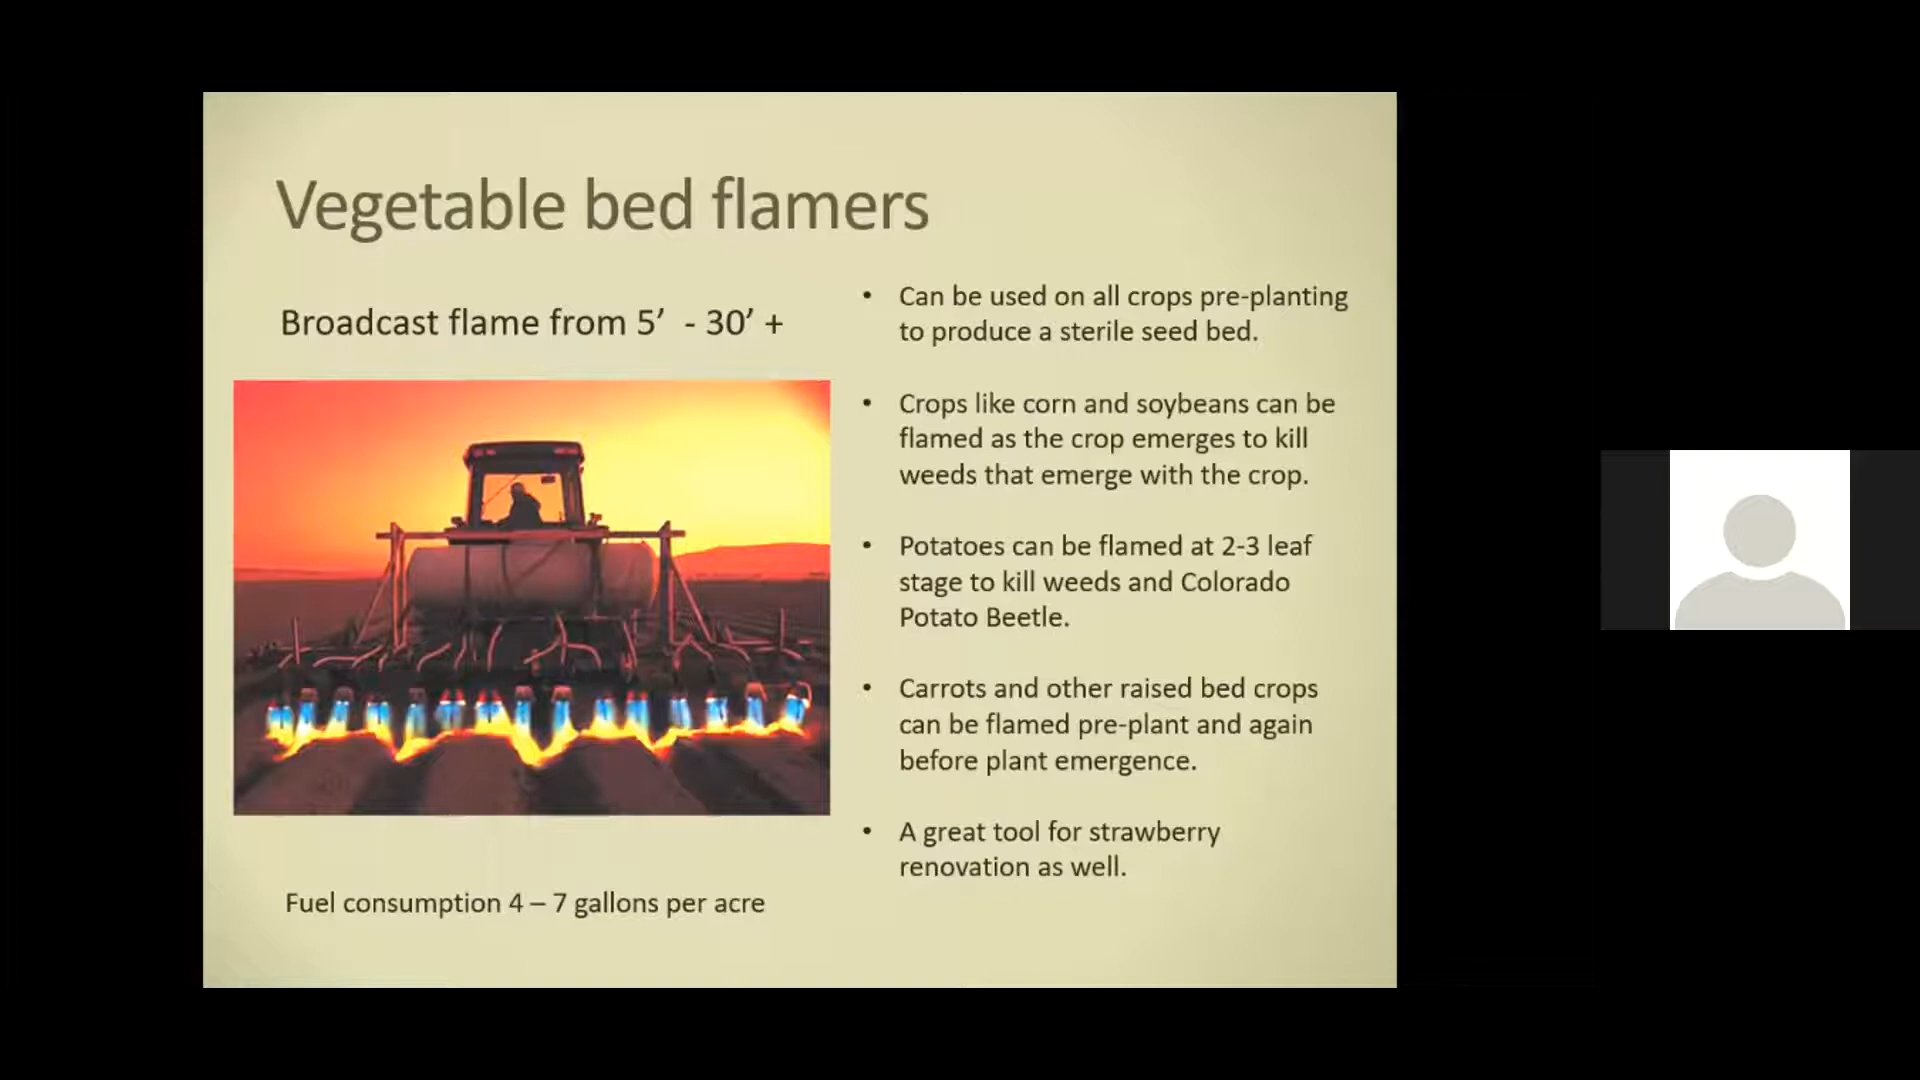 Vegetable bed flamers
Broadcast flame from 5’ - 30’ +
• Can be used on all crops pre-planting
to produce a sterile seed bed.
• Crops like corn and soybeans can be
flamed as the crop emerges to kill
weeds that emerge with the crop.
• Potatoes can be flamed at 2-3 leaf
stage to kill weeds and Colorado
Potato Beetle.
• Carrots and other raised bed crops
can be flamed pre-plant and again
before plant emergence.
• A great tool for strawberry
renovation as well.
Fuel consumption 4 – 7 gallons per acre